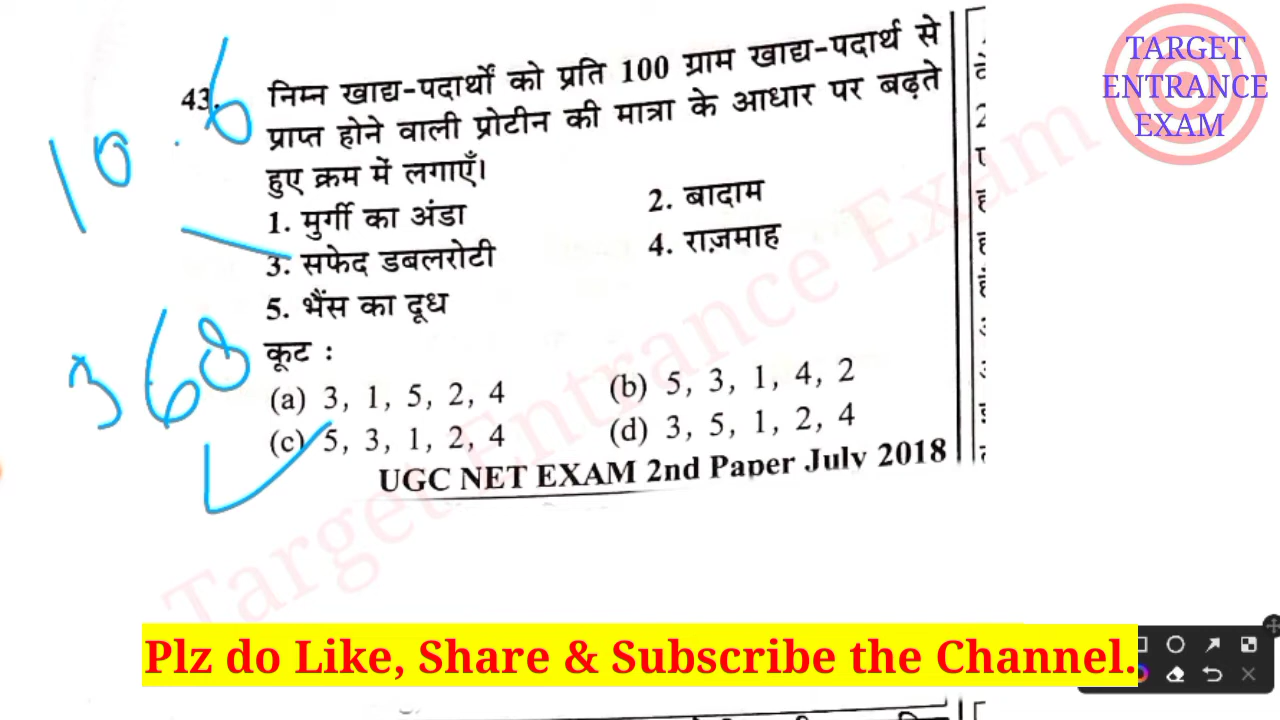 TARGET
ENTRANCE
EXAM
10.6
43. निम्न खाद्य-पदार्थों को प्रति 100 ग्राम खाद्य-पदार्थ से
प्राप्त होने वाली प्रोटीन की मात्रा के आधार पर बढ़ते
हुए क्रम में लगाएँ।
1. मुर्गी का अंडा 2. बादाम
3. सफेद डबलरोटी 4. राज़माह
5. भैंस का दूध
368
कूट :
(a) 3, 1, 5, 2, 4 (b) 5, 3, 1, 4, 2
(c) 5, 3, 1, 2, 4 (d) 3, 5, 1, 2, 4
UGC NET EXAM 2nd Paper July 2018
Target Entrance Exam
Plz do Like, Share & Subscribe the Channel.